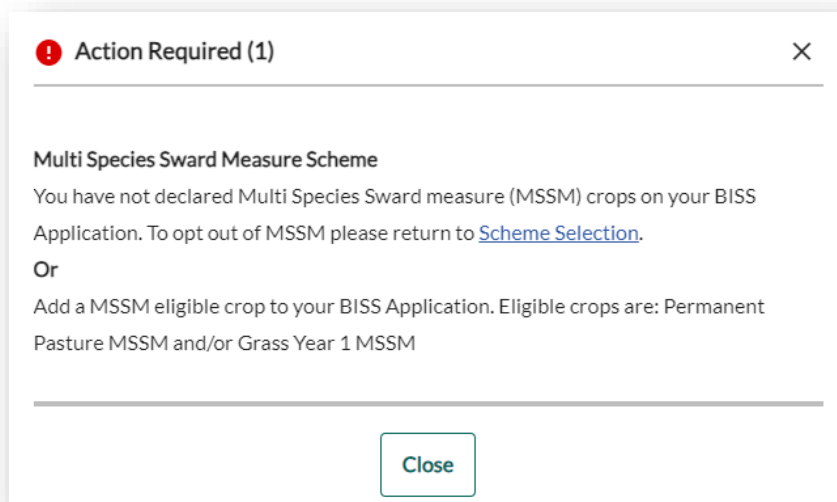 Action Required (1)
Multi Species Sward Measure Scheme
You have not declared Multi Species Sward measure (MSSM) crops on your BISS
Application. To opt out of MSSM please return to Scheme Selection.
Or
Add a MSSM eligible crop to your BISS Application. Eligible crops are: Permanent
Pasture MSSM and/or Grass Year 1 MSSM
Close